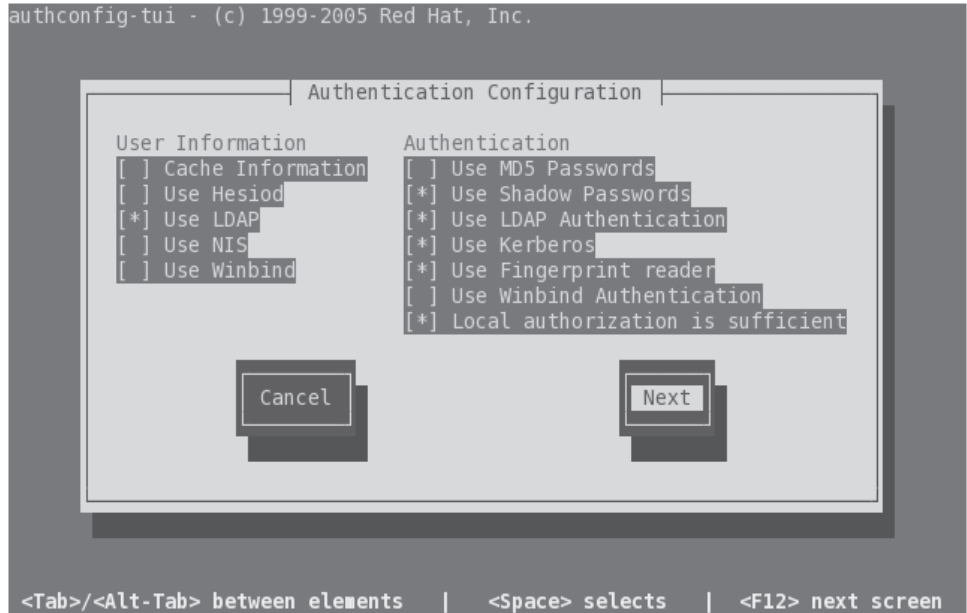 authconfig-tui - (c) 1999-2005 Red Hat, Inc.
Authentication Configuration
User Information
[ ] Cache Information
[ ] Use Hesiod
[*] Use LDAP
[ ] Use NIS
[ ] Use Winbind
Authentication
[ ] Use MD5 Passwords
[*] Use Shadow Passwords
[*] Use LDAP Authentication
[*] Use Kerberos
[*] Use Fingerprint reader
[ ] Use Winbind Authentication
[*] Local authorization is sufficient
Cancel
Next
<Tab>/<Alt-Tab> between elements | <Space> selects | <F12> next screen